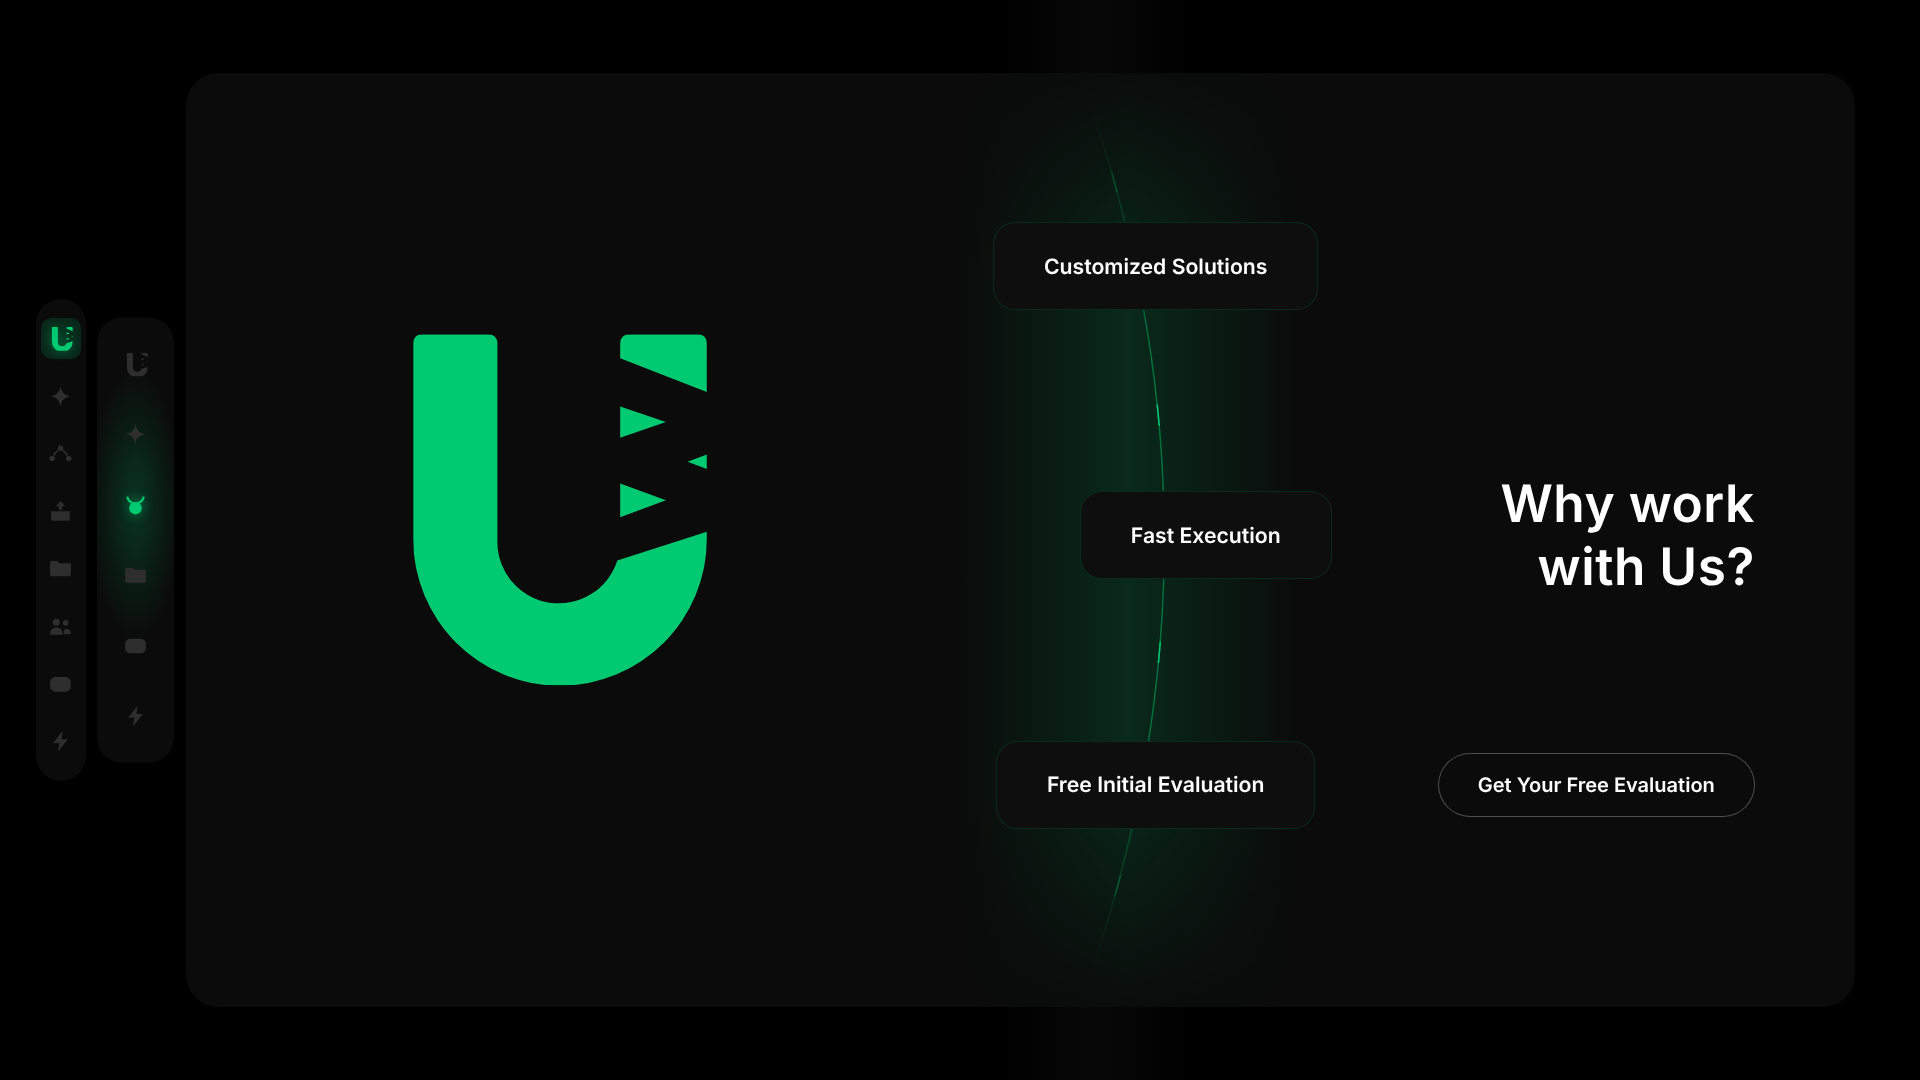 Customized Solutions
Fast Execution
Why work
with Us?
Free Initial Evaluation
Get Your Free Evaluation